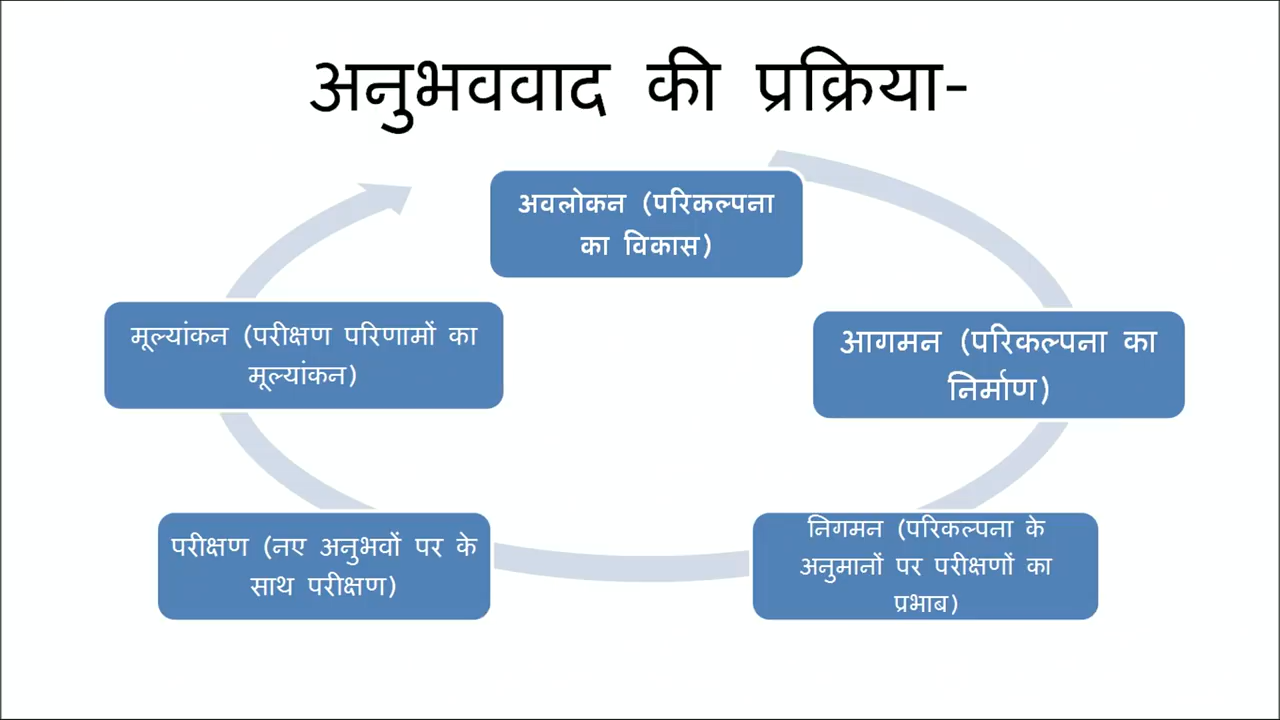 अनुभववाद की प्रक्रिया-
अवलोकन (परिकल्पना
का विकास)
आगमन (परिकल्पना का
निर्माण)
निगमन (परिकल्पना के
अनुमानों पर परीक्षणों का
प्रभाब)
परीक्षण (नए अनुभवों पर के
साथ परीक्षण)
मूल्यांकन (परीक्षण परिणामों का
मूल्यांकन)